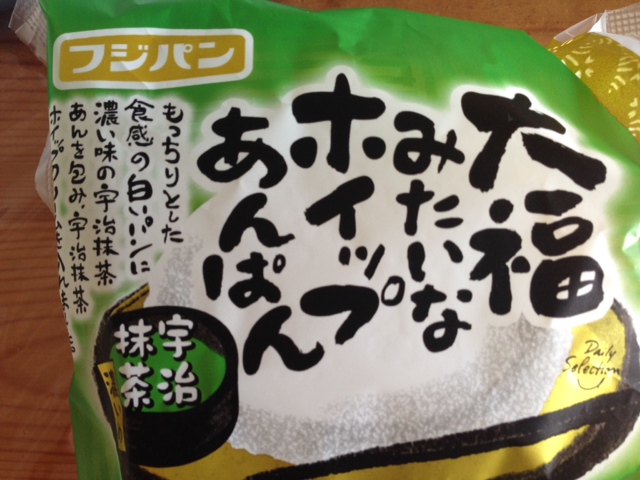 フジパン
大福
みたいな
ホイップ
あんぱん
もっちりとした
食感の白いパンに
濃い味の宇治抹茶
あんを包み、宇治抹茶
宇治
抹茶
Daily
Selection